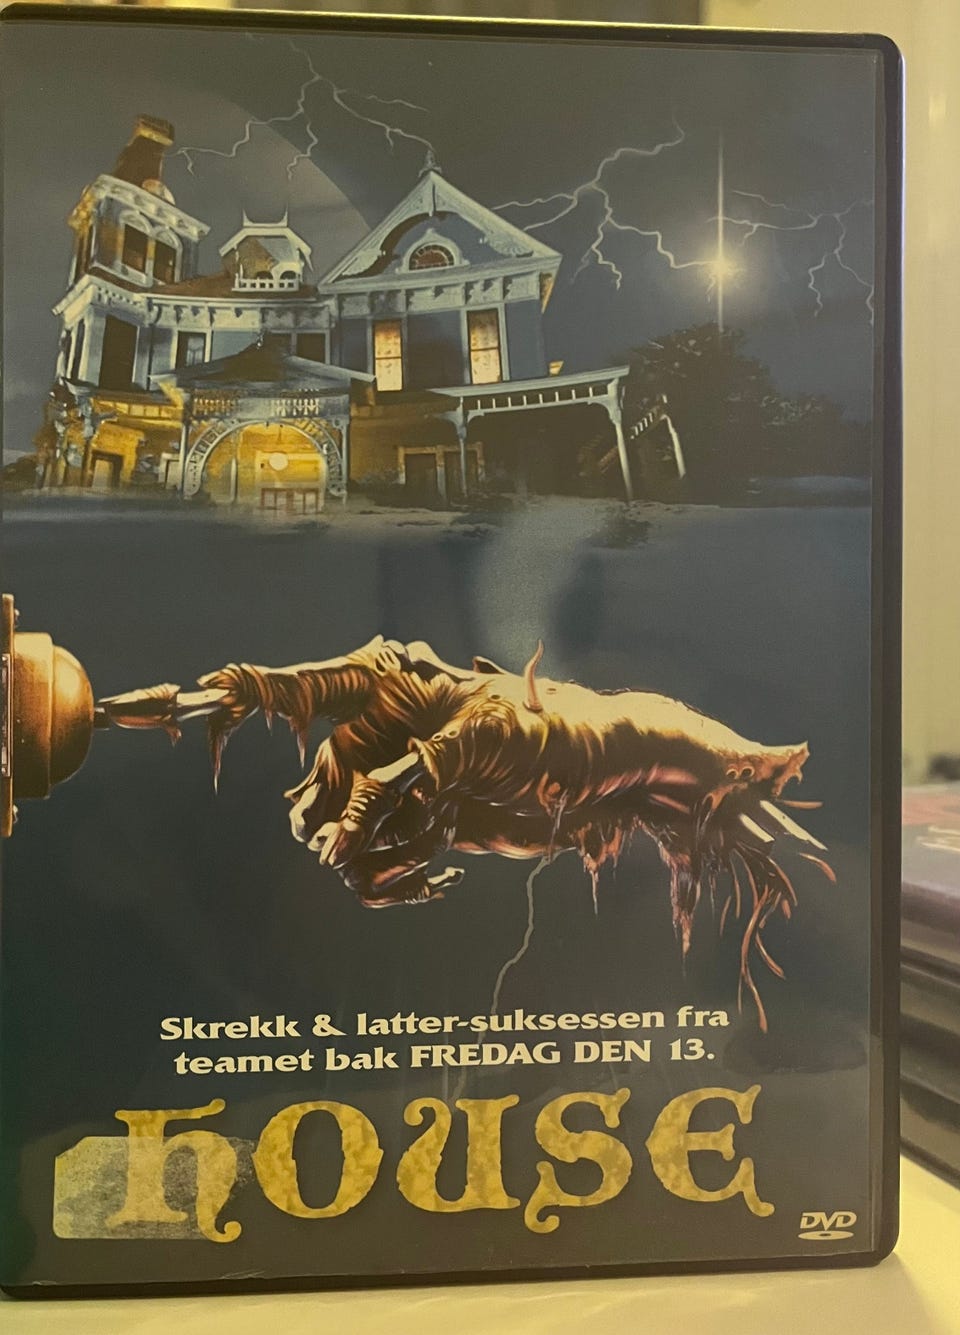 Skrekk & latter-suksessen fra
teamet bak FREDAG DEN 13.
HOUSE
DVD